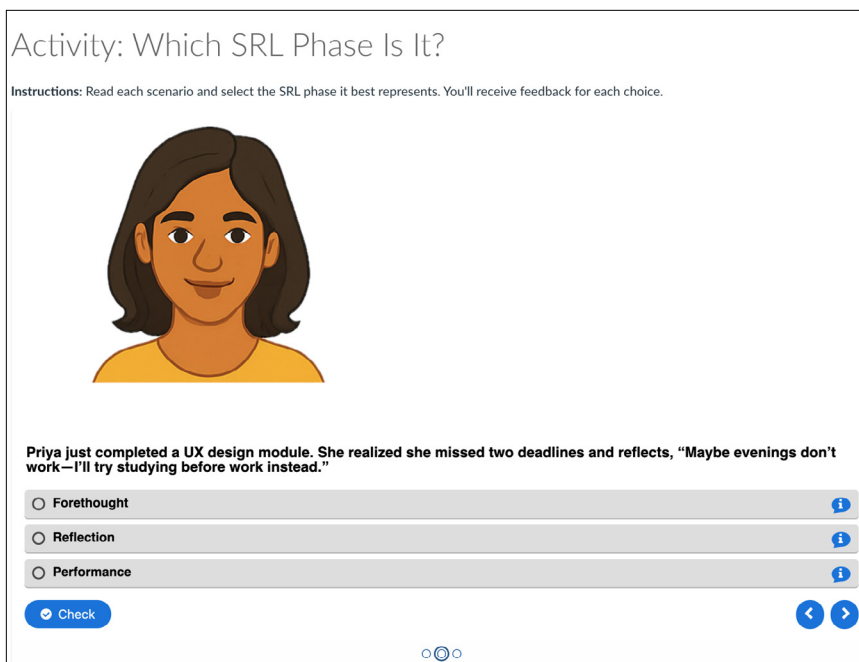 Activity: Which SRL Phase Is It?
Instructions: Read each scenario and select the SRL phase it best represents. You'll receive feedback for each choice.
Priya just completed a UX design module. She realized she missed two deadlines and reflects, “Maybe evenings don’t
work—I’ll try studying before work instead.”
Forethought
Reflection
Performance
Check